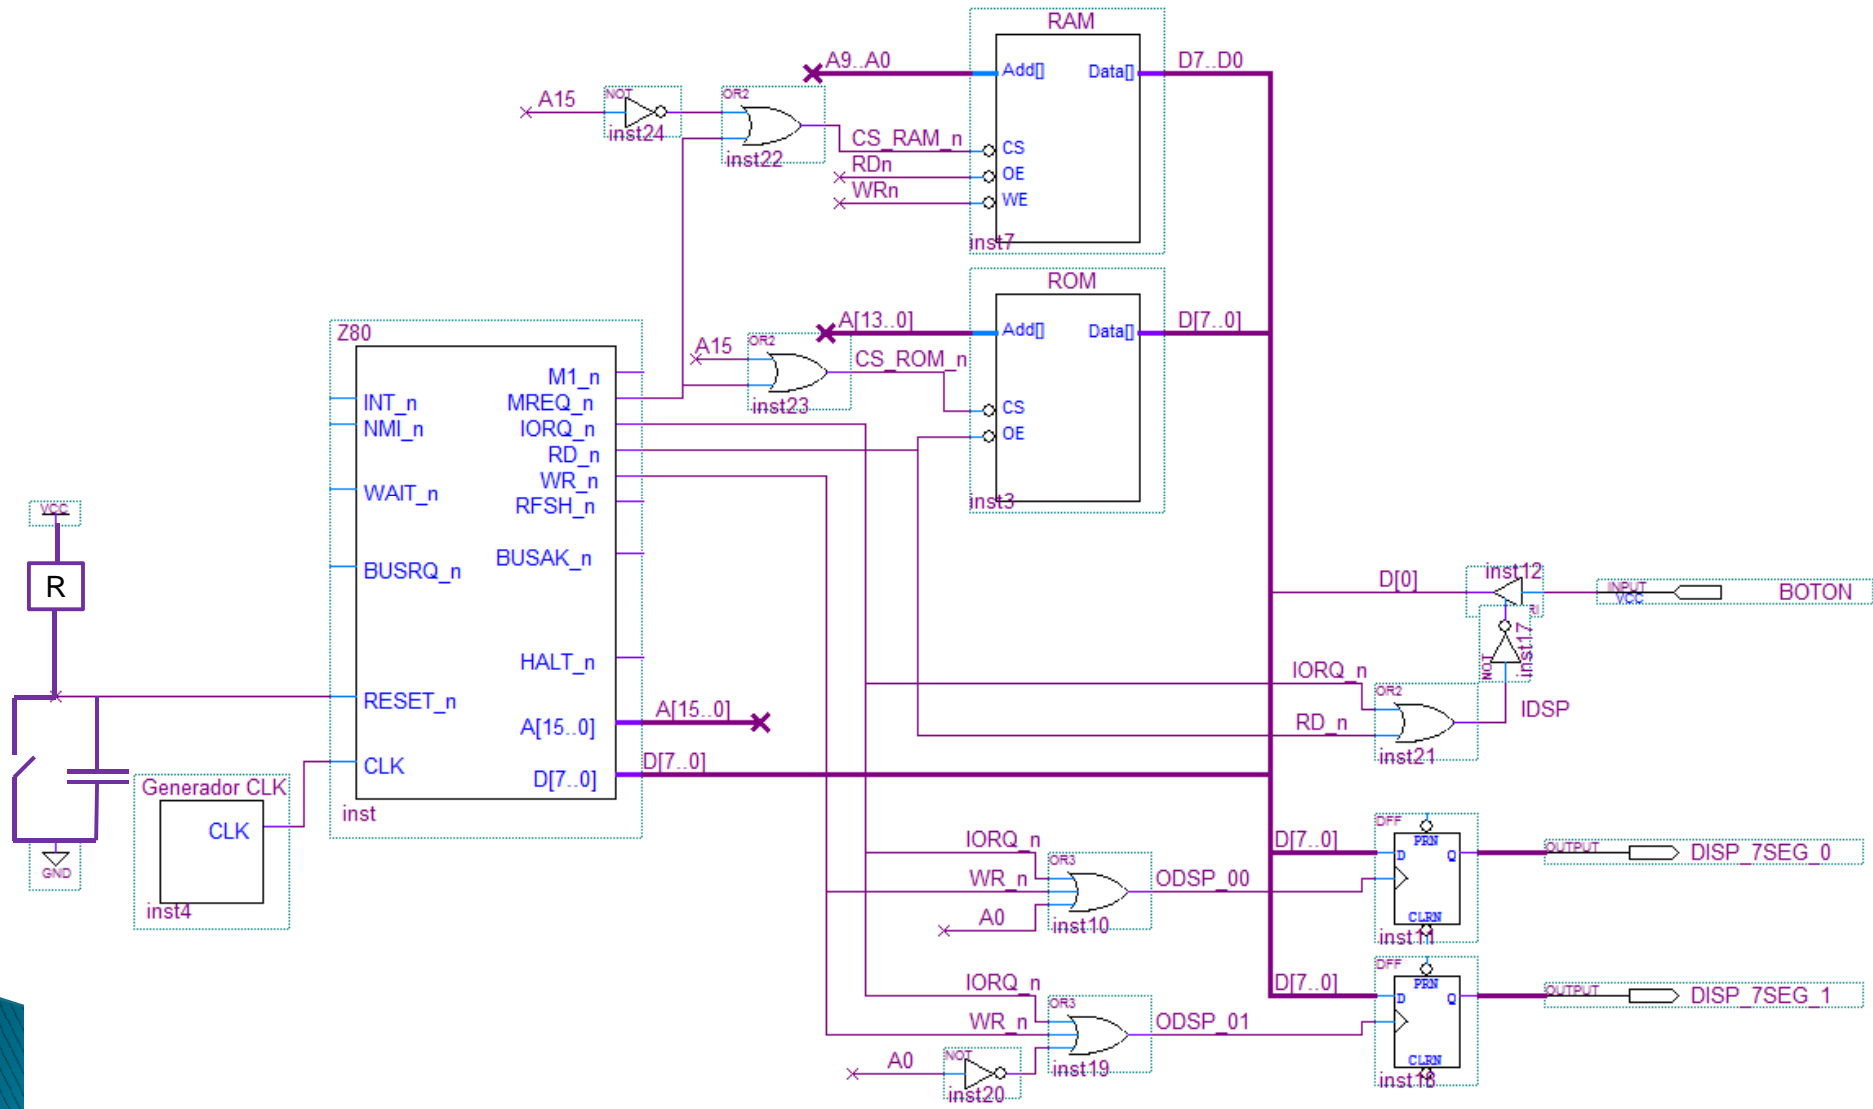 RAM
A9..A0
Add[]
Data[]
D7..D0
A15
NOT
inst24
OR2
inst22
CS_RAM_n
RDn
WRn
CS
OE
WE
inst7
ROM
A[13..0]
Add[]
Data[]
D[7..0]
A15
OR2
inst23
CS_ROM_n
CS
OE
inst3
Z80
INT_n
NMI_n
WAIT_n
BUSRQ_n
RESET_n
CLK
M1_n
MREQ_n
IORQ_n
RD_n
WR_n
RFSH_n
BUSAK_n
HALT_n
A[15..0]
D[7..0]
inst
A[15..0]
D[7..0]
VCC
R
GND
Generador CLK
CLK
inst4
D[0]
inst12
INPUT
VCC
BOTON
NOT
inst17
IORQ_n
RD_n
OR2
inst21
IDSP
IORQ_n
WR_n
A0
OR3
inst10
ODSP_00
D[7..0]
DFF
PRN
D
Q
CLRN
inst11
OUTPUT
DISP_7SEG_0
IORQ_n
WR_n
A0
NOT
inst20
OR3
inst19
ODSP_01
D[7..0]
DFF
PRN
D
Q
CLRN
inst18
OUTPUT
DISP_7SEG_1